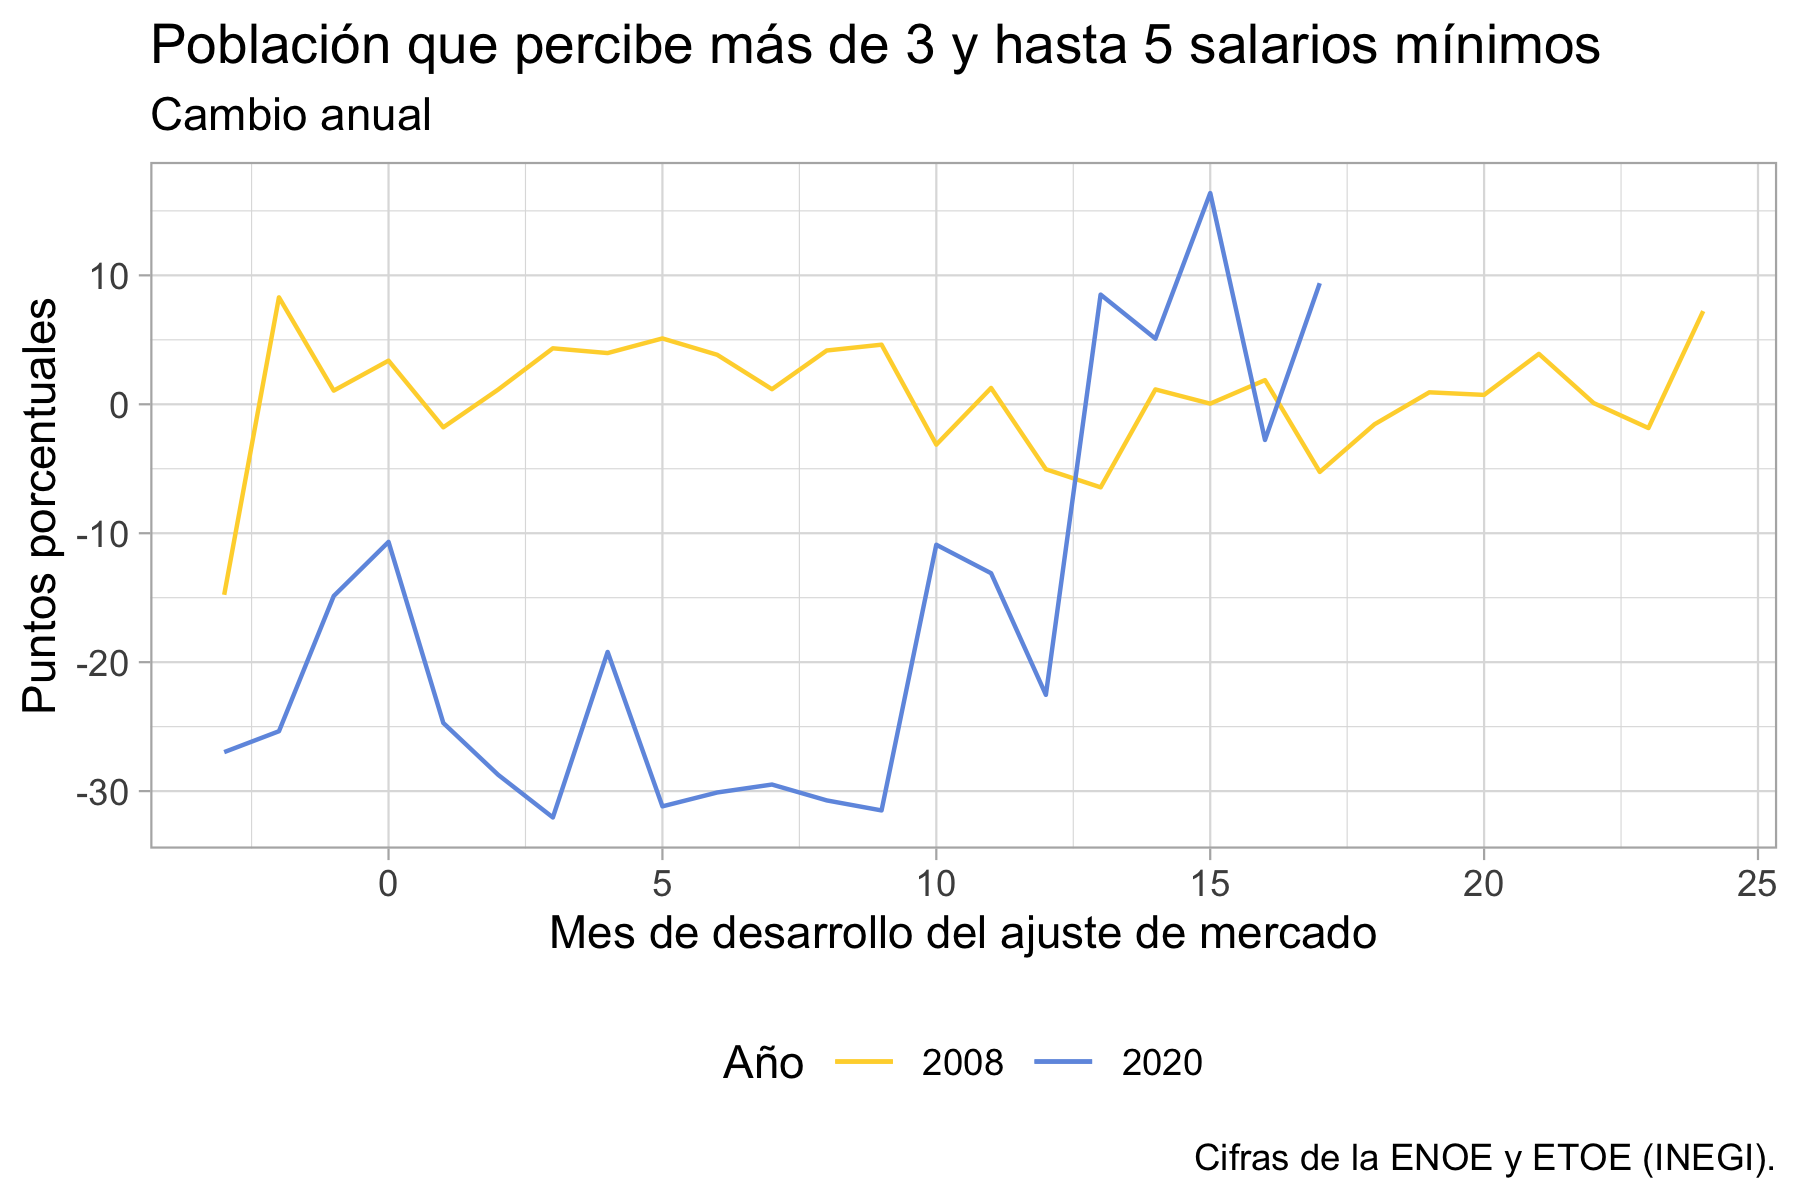 Población que percibe más de 3 y hasta 5 salarios mínimos
Cambio anual
Puntos porcentuales
10
0
-10
-20
-30
0 5 10 15 20 25
Mes de desarrollo del ajuste de mercado
Año 2008 2020
Cifras de la ENOE y ETOE (INEGI).